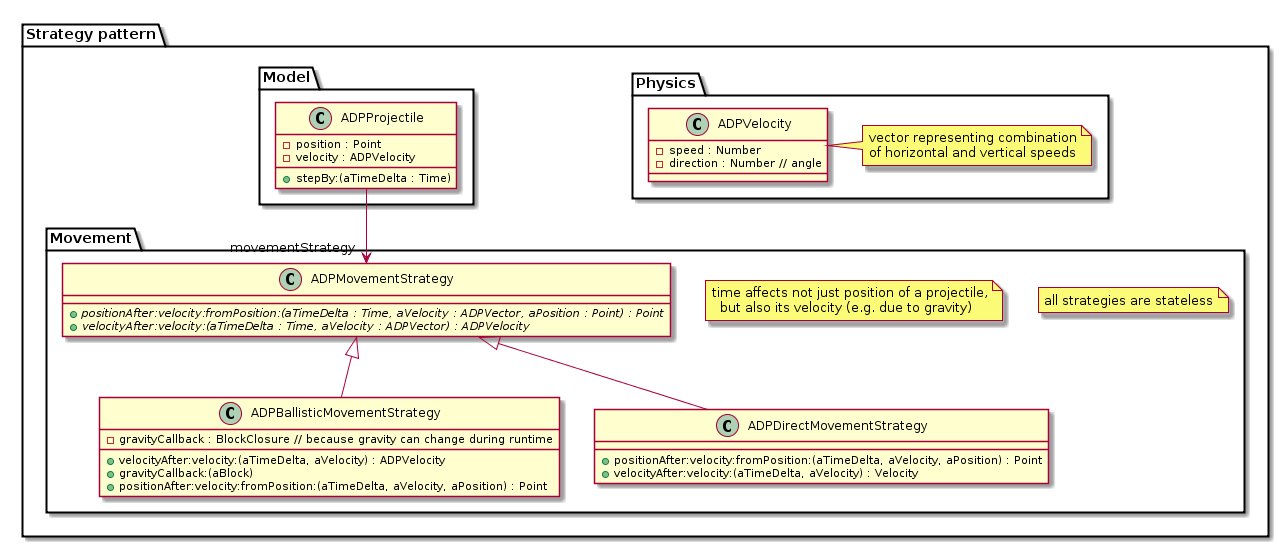 Strategy pattern
Model
ADPProjectile
position : Point
velocity : ADPVelocity
stepBy:(aTimeDelta : Time)
Physics
ADPVelocity
speed : Number
direction : Number // angle
vector representing combination
of horizontal and vertical speeds
Movement
movementStrategy
ADPMovementStrategy
positionAfter:velocity:fromPosition:(aTimeDelta : Time, aVelocity : ADPVector, aPosition : Point) : Point
velocityAfter:velocity:(aTimeDelta : Time, aVelocity : ADPVector) : ADPVelocity
time affects not just position of a projectile,
but also its velocity (e.g. due to gravity)
all strategies are stateless
ADPBallisticMovementStrategy
gravityCallback : BlockClosure // because gravity can change during runtime
velocityAfter:velocity:(aTimeDelta, aVelocity) : ADPVelocity
gravityCallback:(aBlock)
positionAfter:velocity:fromPosition:(aTimeDelta, aVelocity, aPosition) : Point
ADPDirectMovementStrategy
positionAfter:velocity:fromPosition:(aTimeDelta, aVelocity, aPosition) : Point
velocityAfter:velocity:(aTimeDelta, aVelocity) : Velocity